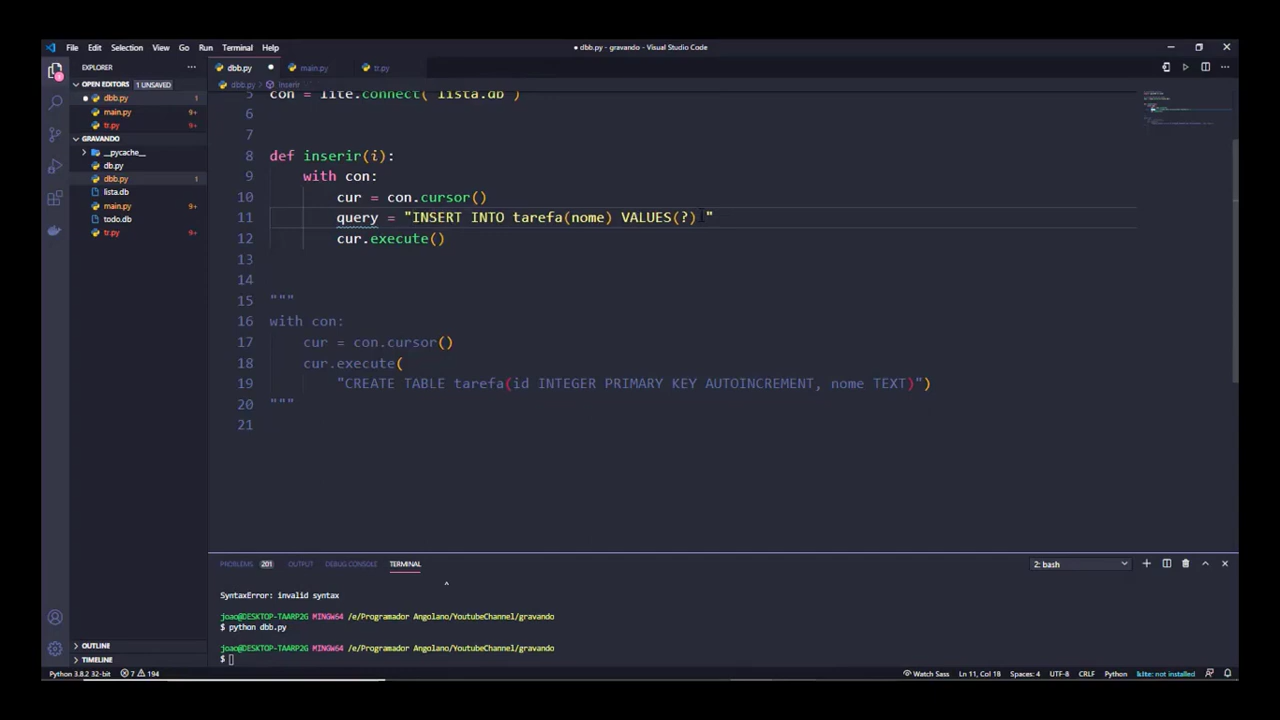 File Edit Selection View Go Run Terminal Help
● dbb.py - gravando - Visual Studio Code
EXPLORER
dbb.py main.py tr.py
OPEN EDITORS 1 UNSAVED
dbb.py > inserir
dbb.py 1
main.py 9+
tr.py 9+
GRAVANDO
__pycache__
db.py
dbb.py 1
lista.db
main.py 9+
todo.db
tr.py 9+
5 con = lite.connect( lista.db )
6
7
8 def inserir(i):
9 with con:
10 cur = con.cursor()
11 query = "INSERT INTO tarefa(nome) VALUES(?) "
12 cur.execute()
13
14
15 """
16 with con:
17 cur = con.cursor()
18 cur.execute(
19 "CREATE TABLE tarefa(id INTEGER PRIMARY KEY AUTOINCREMENT, nome TEXT)")
20 """
21
PROBLEMS 201 OUTPUT DEBUG CONSOLE TERMINAL
2: bash
^
SyntaxError: invalid syntax
joao@DESKTOP-TAARP2G MINGW64 /e/Programador Angolano/YoutubeChannel/gravando
$ python dbb.py
joao@DESKTOP-TAARP2G MINGW64 /e/Programador Angolano/YoutubeChannel/gravando
$
OUTLINE
TIMELINE
Python 3.8.2 32-bit 7 194
Watch Sass Ln 11, Col 18 Spaces: 4 UTF-8 CRLF Python kite: not installed